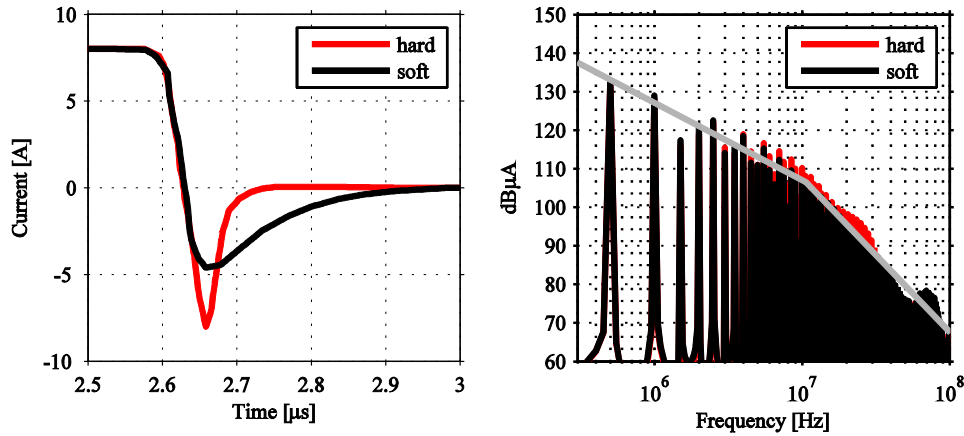 10
5
0
-5
-10
Current [A]
hard
soft
2.5 2.6 2.7 2.8 2.9 3
Time [µs]
150
140
130
120
110
100
90
80
70
60
dBµA
hard
soft
10^6 10^7 10^8
Frequency [Hz]